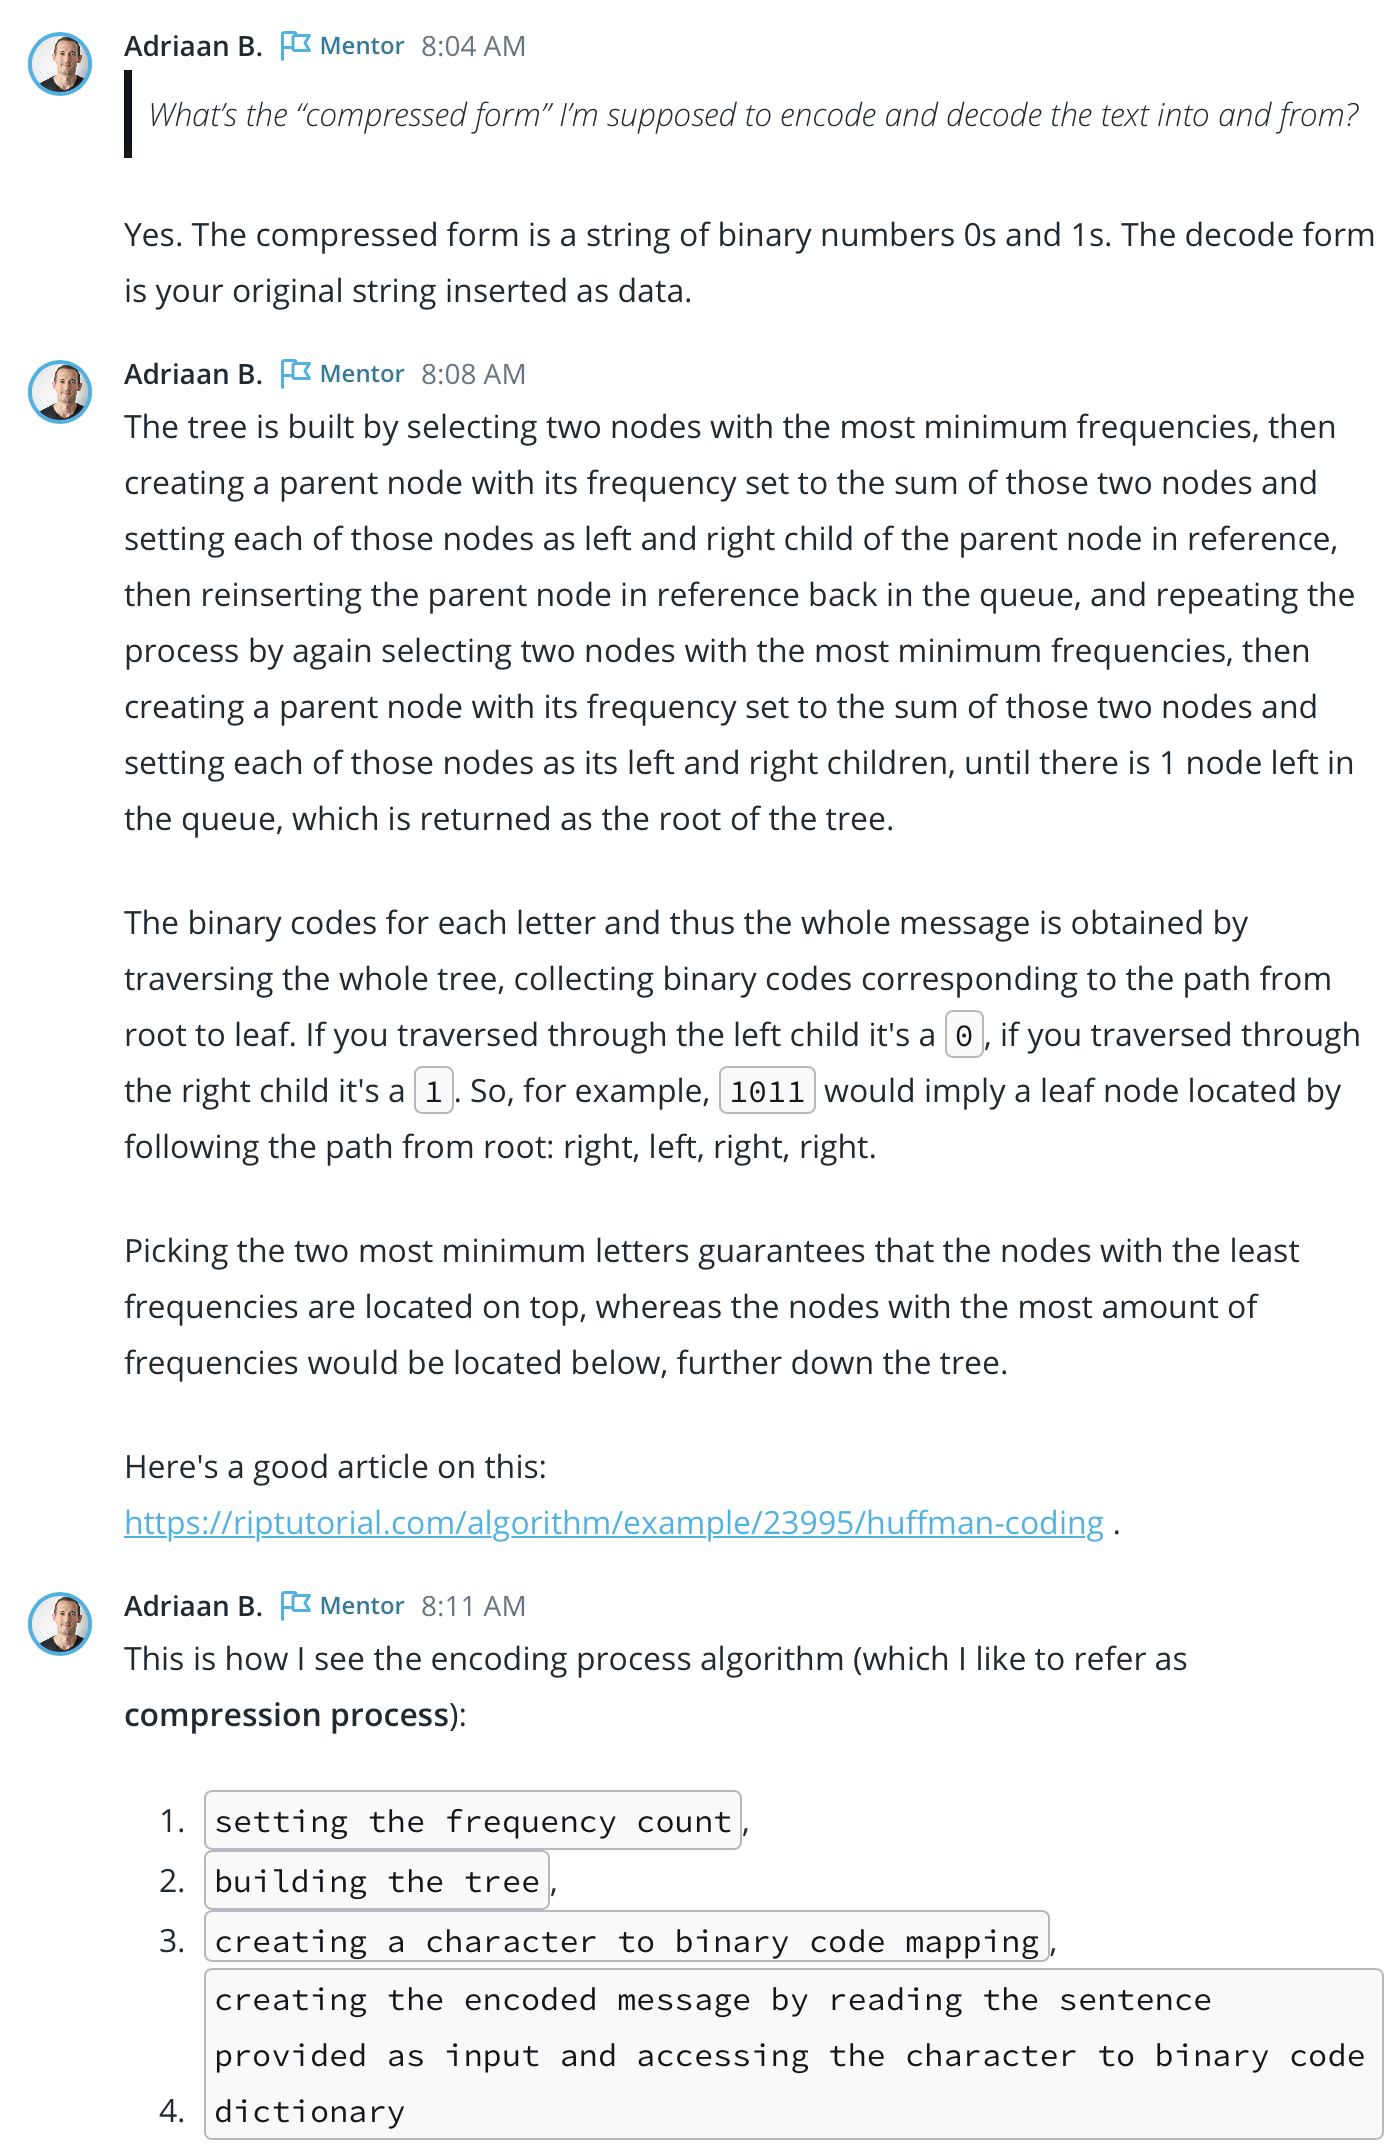 Adriaan B. Mentor 8:04 AM
What’s the “compressed form” I’m supposed to encode and decode the text into and from?
Yes. The compressed form is a string of binary numbers 0s and 1s. The decode form
is your original string inserted as data.
Adriaan B. Mentor 8:08 AM
The tree is built by selecting two nodes with the most minimum frequencies, then
creating a parent node with its frequency set to the sum of those two nodes and
setting each of those nodes as left and right child of the parent node in reference,
then reinserting the parent node in reference back in the queue, and repeating the
process by again selecting two nodes with the most minimum frequencies, then
creating a parent node with its frequency set to the sum of those two nodes and
setting each of those nodes as its left and right children, until there is 1 node left in
the queue, which is returned as the root of the tree.
The binary codes for each letter and thus the whole message is obtained by
traversing the whole tree, collecting binary codes corresponding to the path from
root to leaf. If you traversed through the left child it's a 0, if you traversed through
the right child it's a 1. So, for example, 1011 would imply a leaf node located by
following the path from root: right, left, right, right.
Picking the two most minimum letters guarantees that the nodes with the least
frequencies are located on top, whereas the nodes with the most amount of
frequencies would be located below, further down the tree.
Here's a good article on this:
https://riptutorial.com/algorithm/example/23995/huffman-coding .
Adriaan B. Mentor 8:11 AM
This is how I see the encoding process algorithm (which I like to refer as
compression process):
1. setting the frequency count,
2. building the tree,
3. creating a character to binary code mapping,
creating the encoded message by reading the sentence
provided as input and accessing the character to binary code
4. dictionary